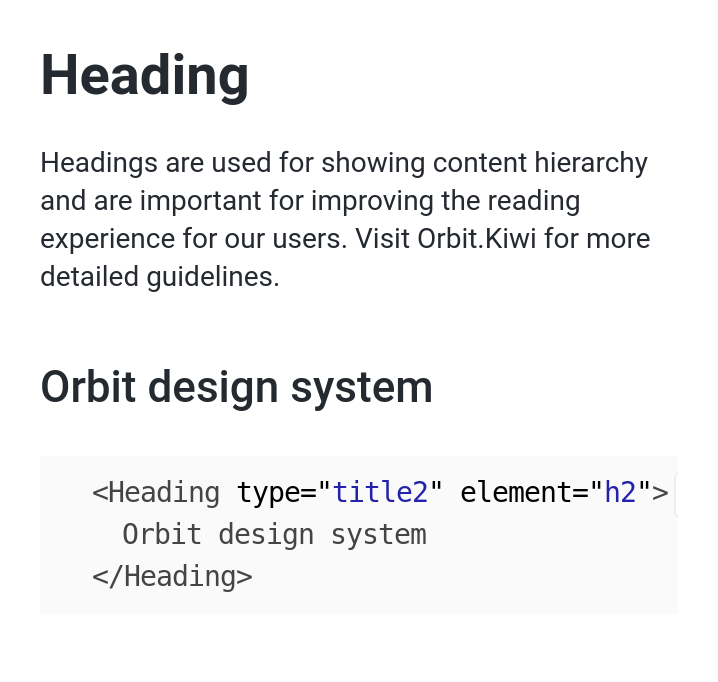 Heading
Headings are used for showing content hierarchy
and are important for improving the reading
experience for our users. Visit Orbit.Kiwi for more
detailed guidelines.
Orbit design system
<Heading type="title2" element="h2">
Orbit design system
</Heading>